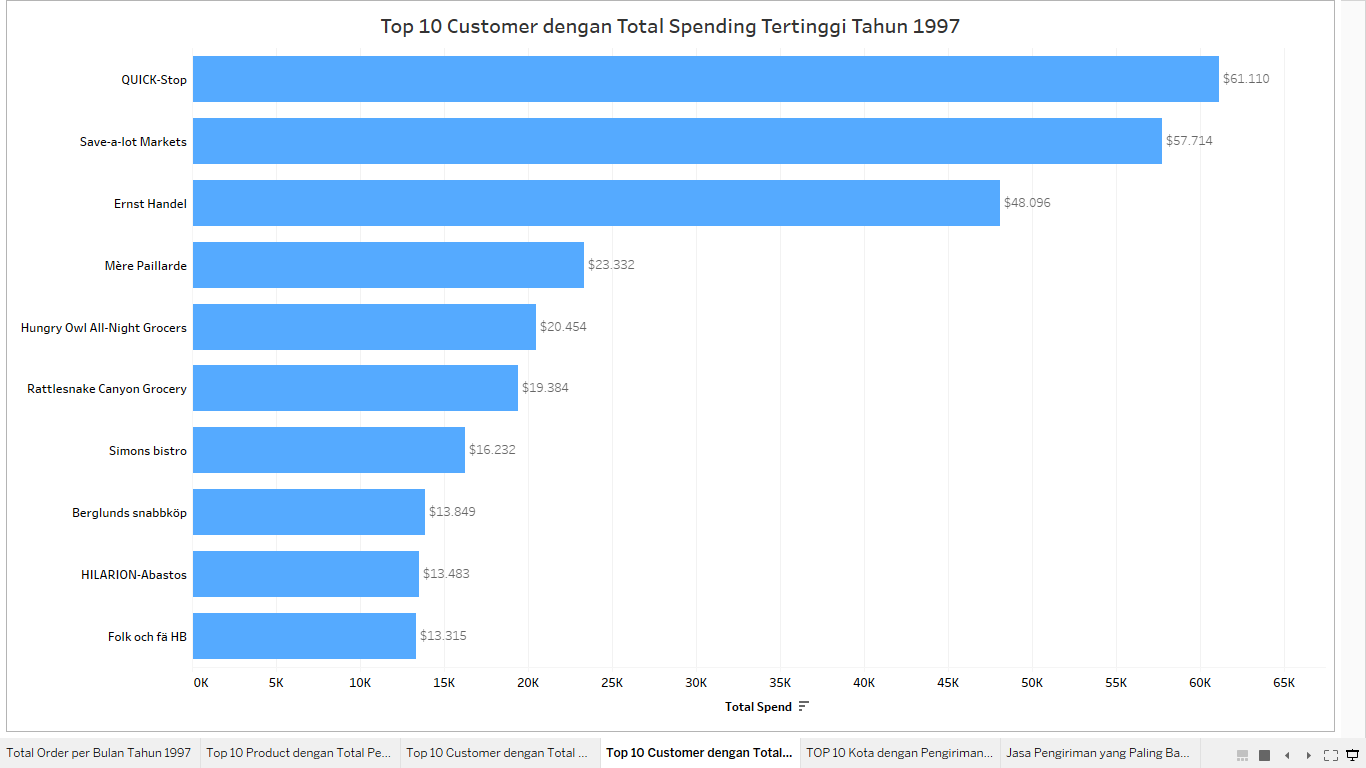 Top 10 Customer dengan Total Spending Tertinggi Tahun 1997
QUICK-Stop $61.110
Save-a-lot Markets $57.714
Ernst Handel $48.096
Mère Paillarde $23.332
Hungry Owl All-Night Grocers $20.454
Rattlesnake Canyon Grocery $19.384
Simons bistro $16.232
Berglunds snabbköp $13.849
HILARION-Abastos $13.483
Folk och fä HB $13.315
0K 5K 10K 15K 20K 25K 30K 35K 40K 45K 50K 55K 60K 65K
Total Spend
Total Order per Bulan Tahun 1997 Top 10 Product dengan Total Pe... Top 10 Customer dengan Total ... Top 10 Customer dengan Total... TOP 10 Kota dengan Pengiriman... Jasa Pengiriman yang Paling Ba...